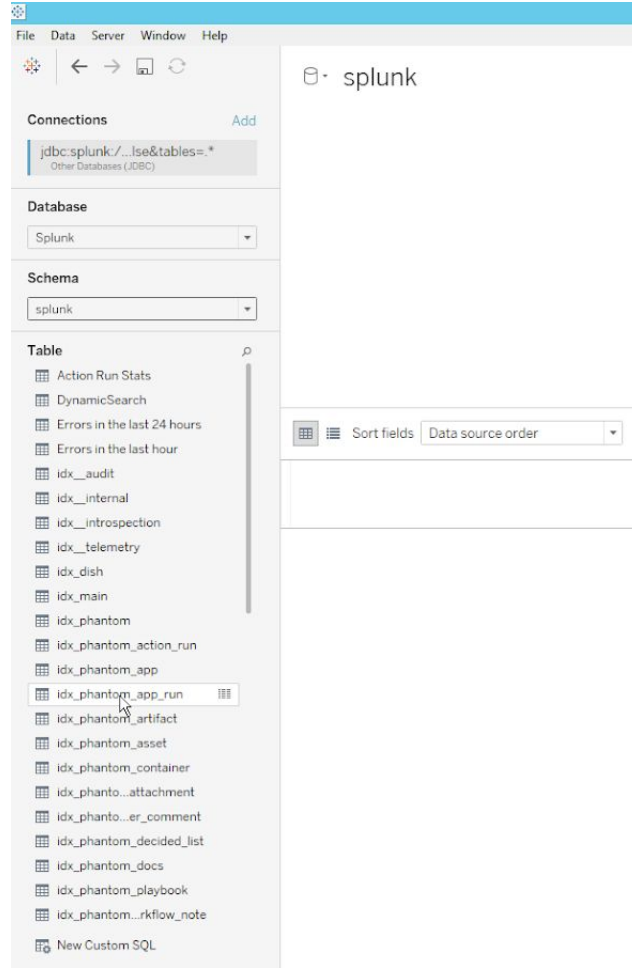 File Data Server Window Help
splunk
Connections Add
jdbc:splunk:/...lse&tables=.*
Other Databases (JDBC)
Database
Splunk
Schema
splunk
Table
Action Run Stats
DynamicSearch
Errors in the last 24 hours
Errors in the last hour
idx__audit
idx__internal
idx__introspection
idx__telemetry
idx_dish
idx_main
idx_phantom
idx_phantom_action_run
idx_phantom_app
idx_phantom_app_run
idx_phantom_artifact
idx_phantom_asset
idx_phantom_container
idx_phanto...attachment
idx_phanto...er_comment
idx_phantom_decided_list
idx_phantom_docs
idx_phantom_playbook
idx_phantom...rkflow_note
New Custom SQL
Sort fields Data source order